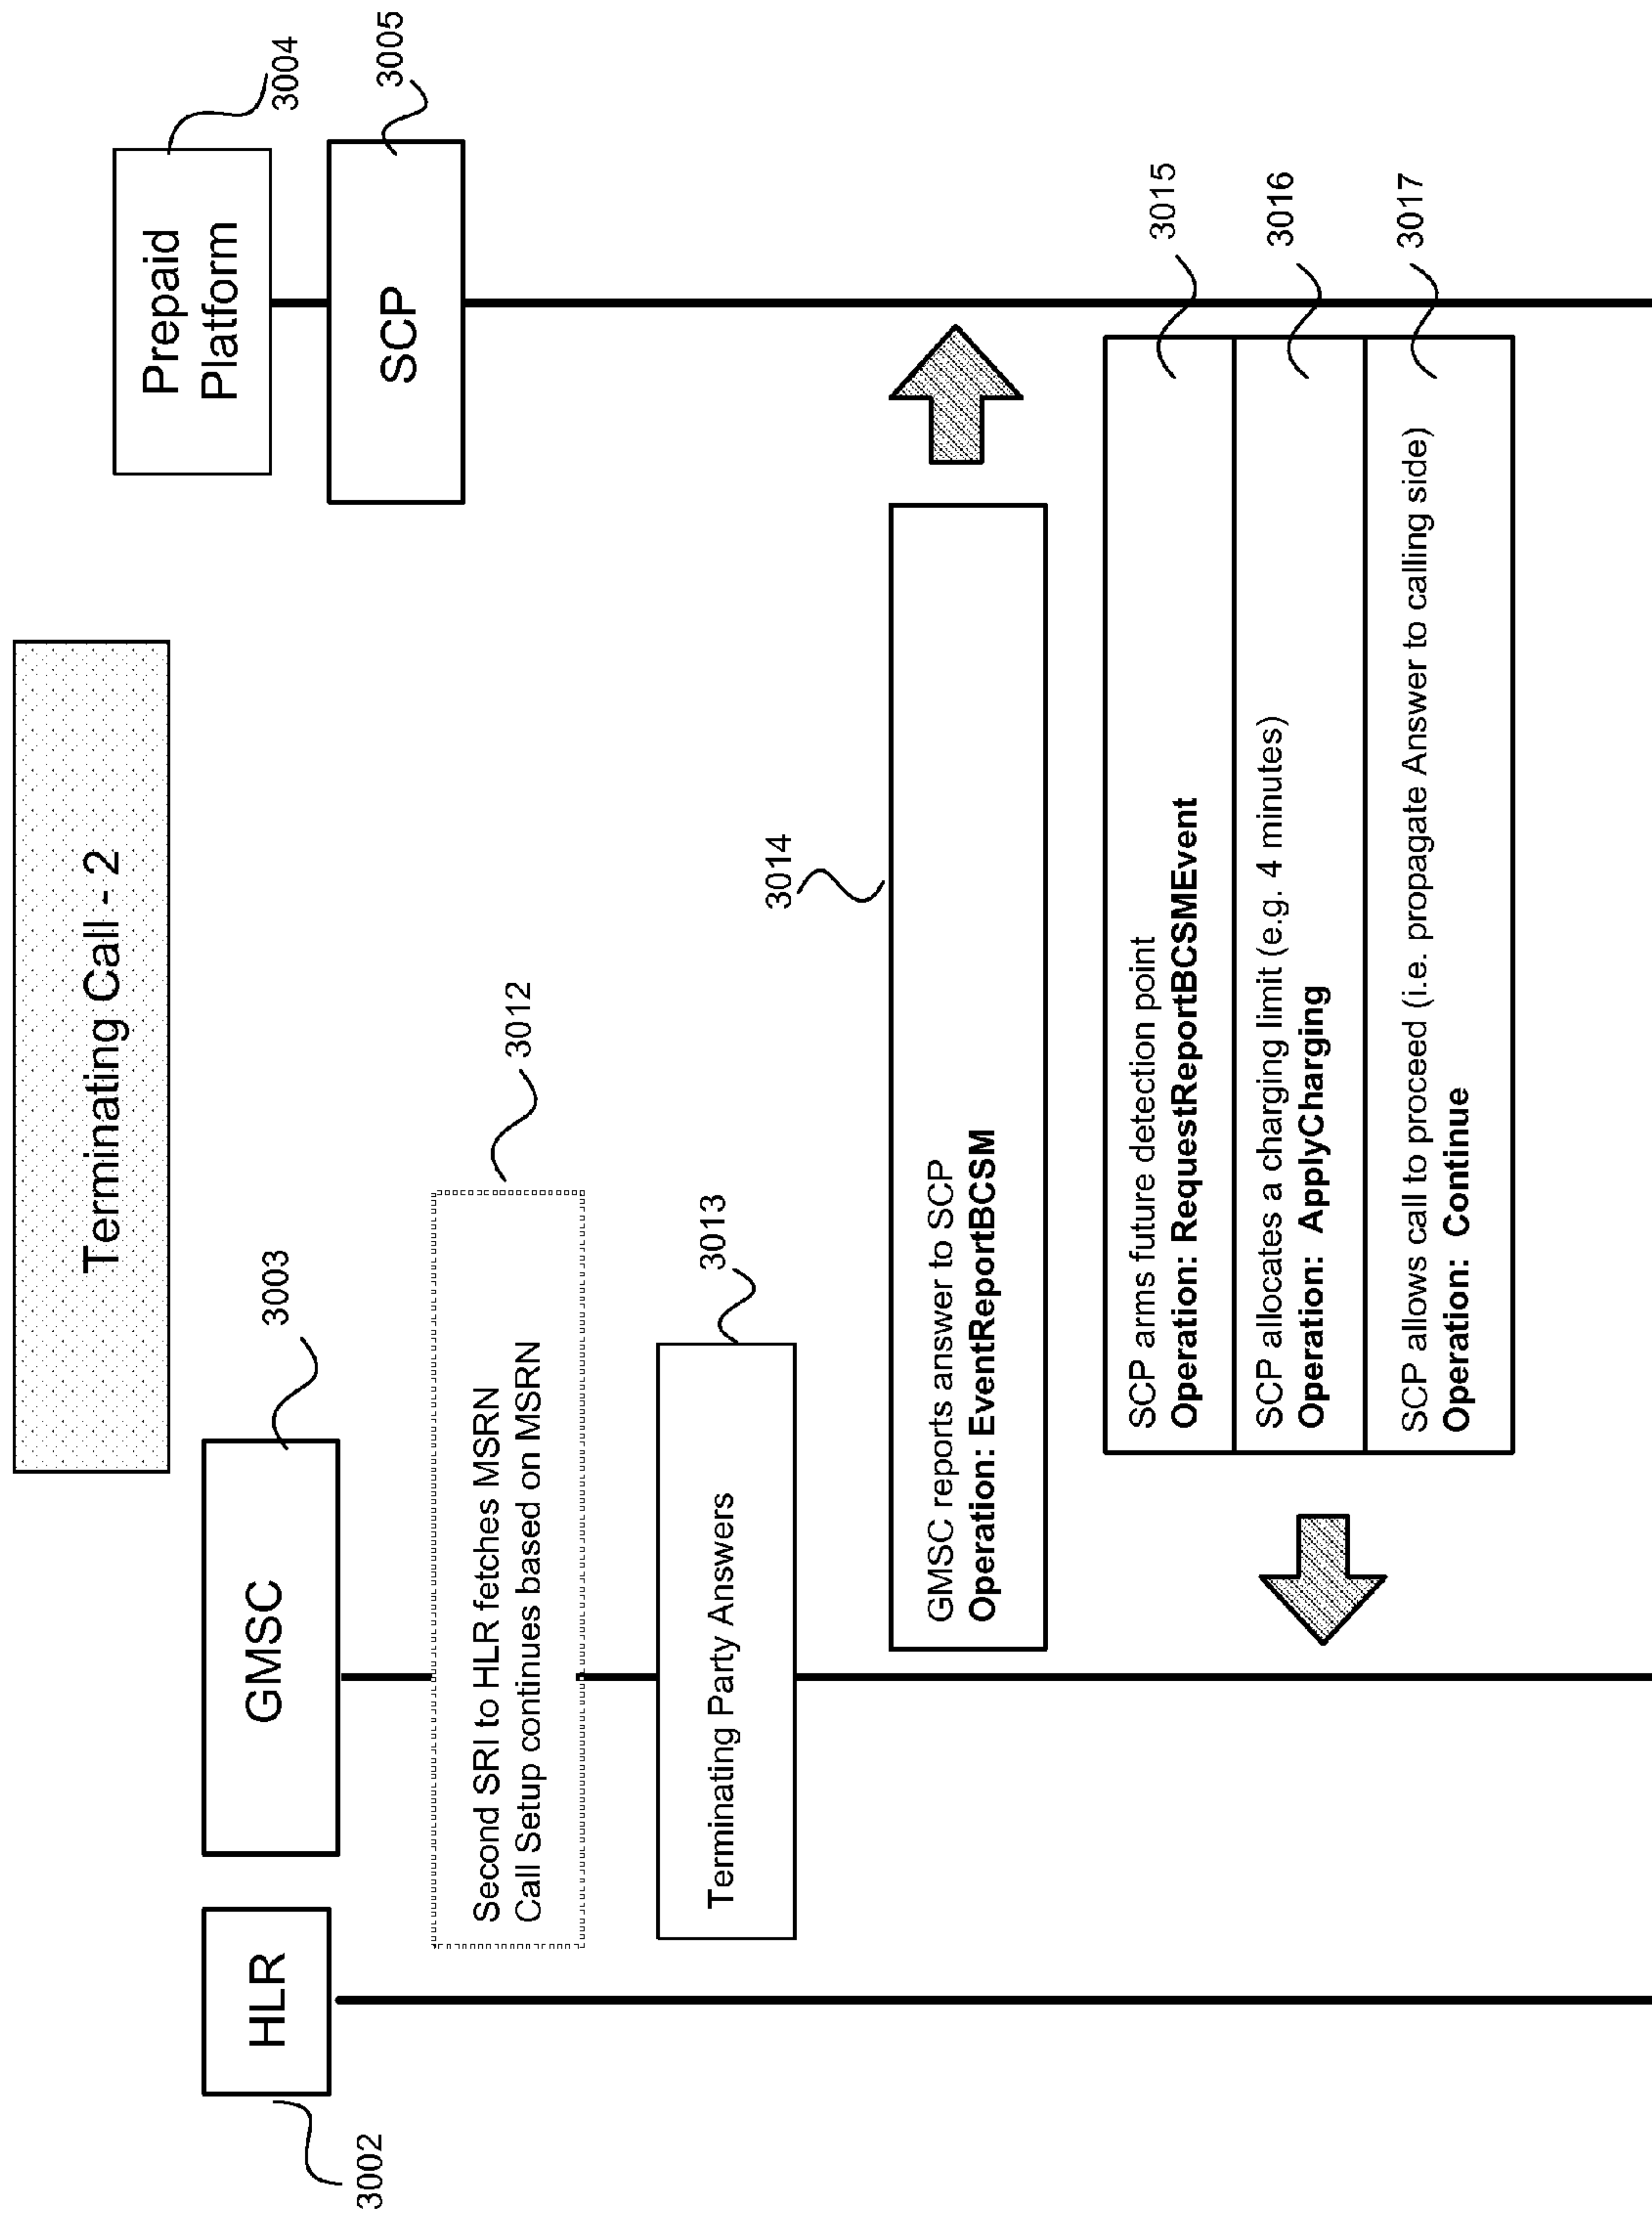 Terminating Call - 2
3002
HLR
GMSC
3003
Prepaid
Platform
3004
SCP
3005
Second SRI to HLR fetches MSRN
Call Setup continues based on MSRN
3012
Terminating Party Answers
3013
3014
GMSC reports answer to SCP
Operation: EventReportBCSM
SCP arms future detection point
Operation: RequestReportBCSMEvent
3015
SCP allocates a charging limit (e.g. 4 minutes)
Operation: ApplyCharging
3016
SCP allows call to proceed (i.e. propagate Answer to calling side)
Operation: Continue
3017